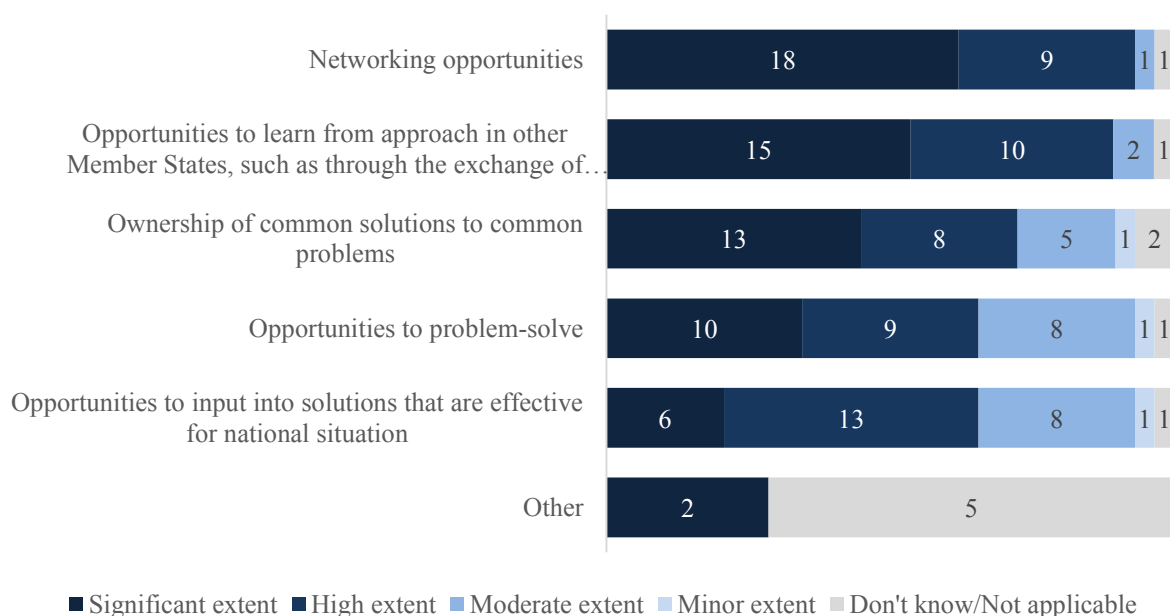 Networking opportunities
18 9 1 1
Opportunities to learn from approach in other
Member States, such as through the exchange of…
15 10 2 1
Ownership of common solutions to common
problems
13 8 5 1 2
Opportunities to problem-solve
10 9 8 1 1
Opportunities to input into solutions that are effective
for national situation
6 13 8 1 1
Other
2 5
Significant extent High extent Moderate extent Minor extent Don't know/Not applicable